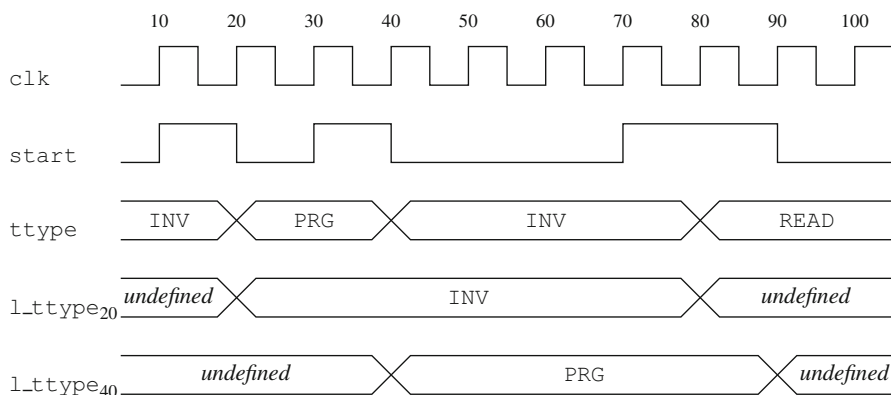 10 20 30 40 50 60 70 80 90 100
clk
start
ttype INV PRG INV READ
l_ttype20 undefined INV undefined
l_ttype40 undefined PRG undefined